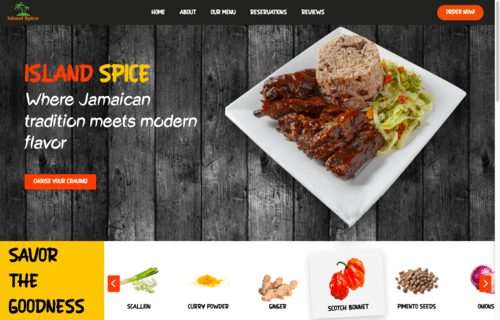 HOME ABOUT OUR MENU RESERVATIONS REVIEWS ORDER NOW!
Island Spice
ISLAND SPICE
Where Jamaican
tradition meets modern
flavor
CHOOSE YOUR CRAVING!
SAVOR
THE
GOODNESS
SCALLION CURRY POWDER GINGER SCOTCH BONNET PIMENTO SEEDS ONIONS